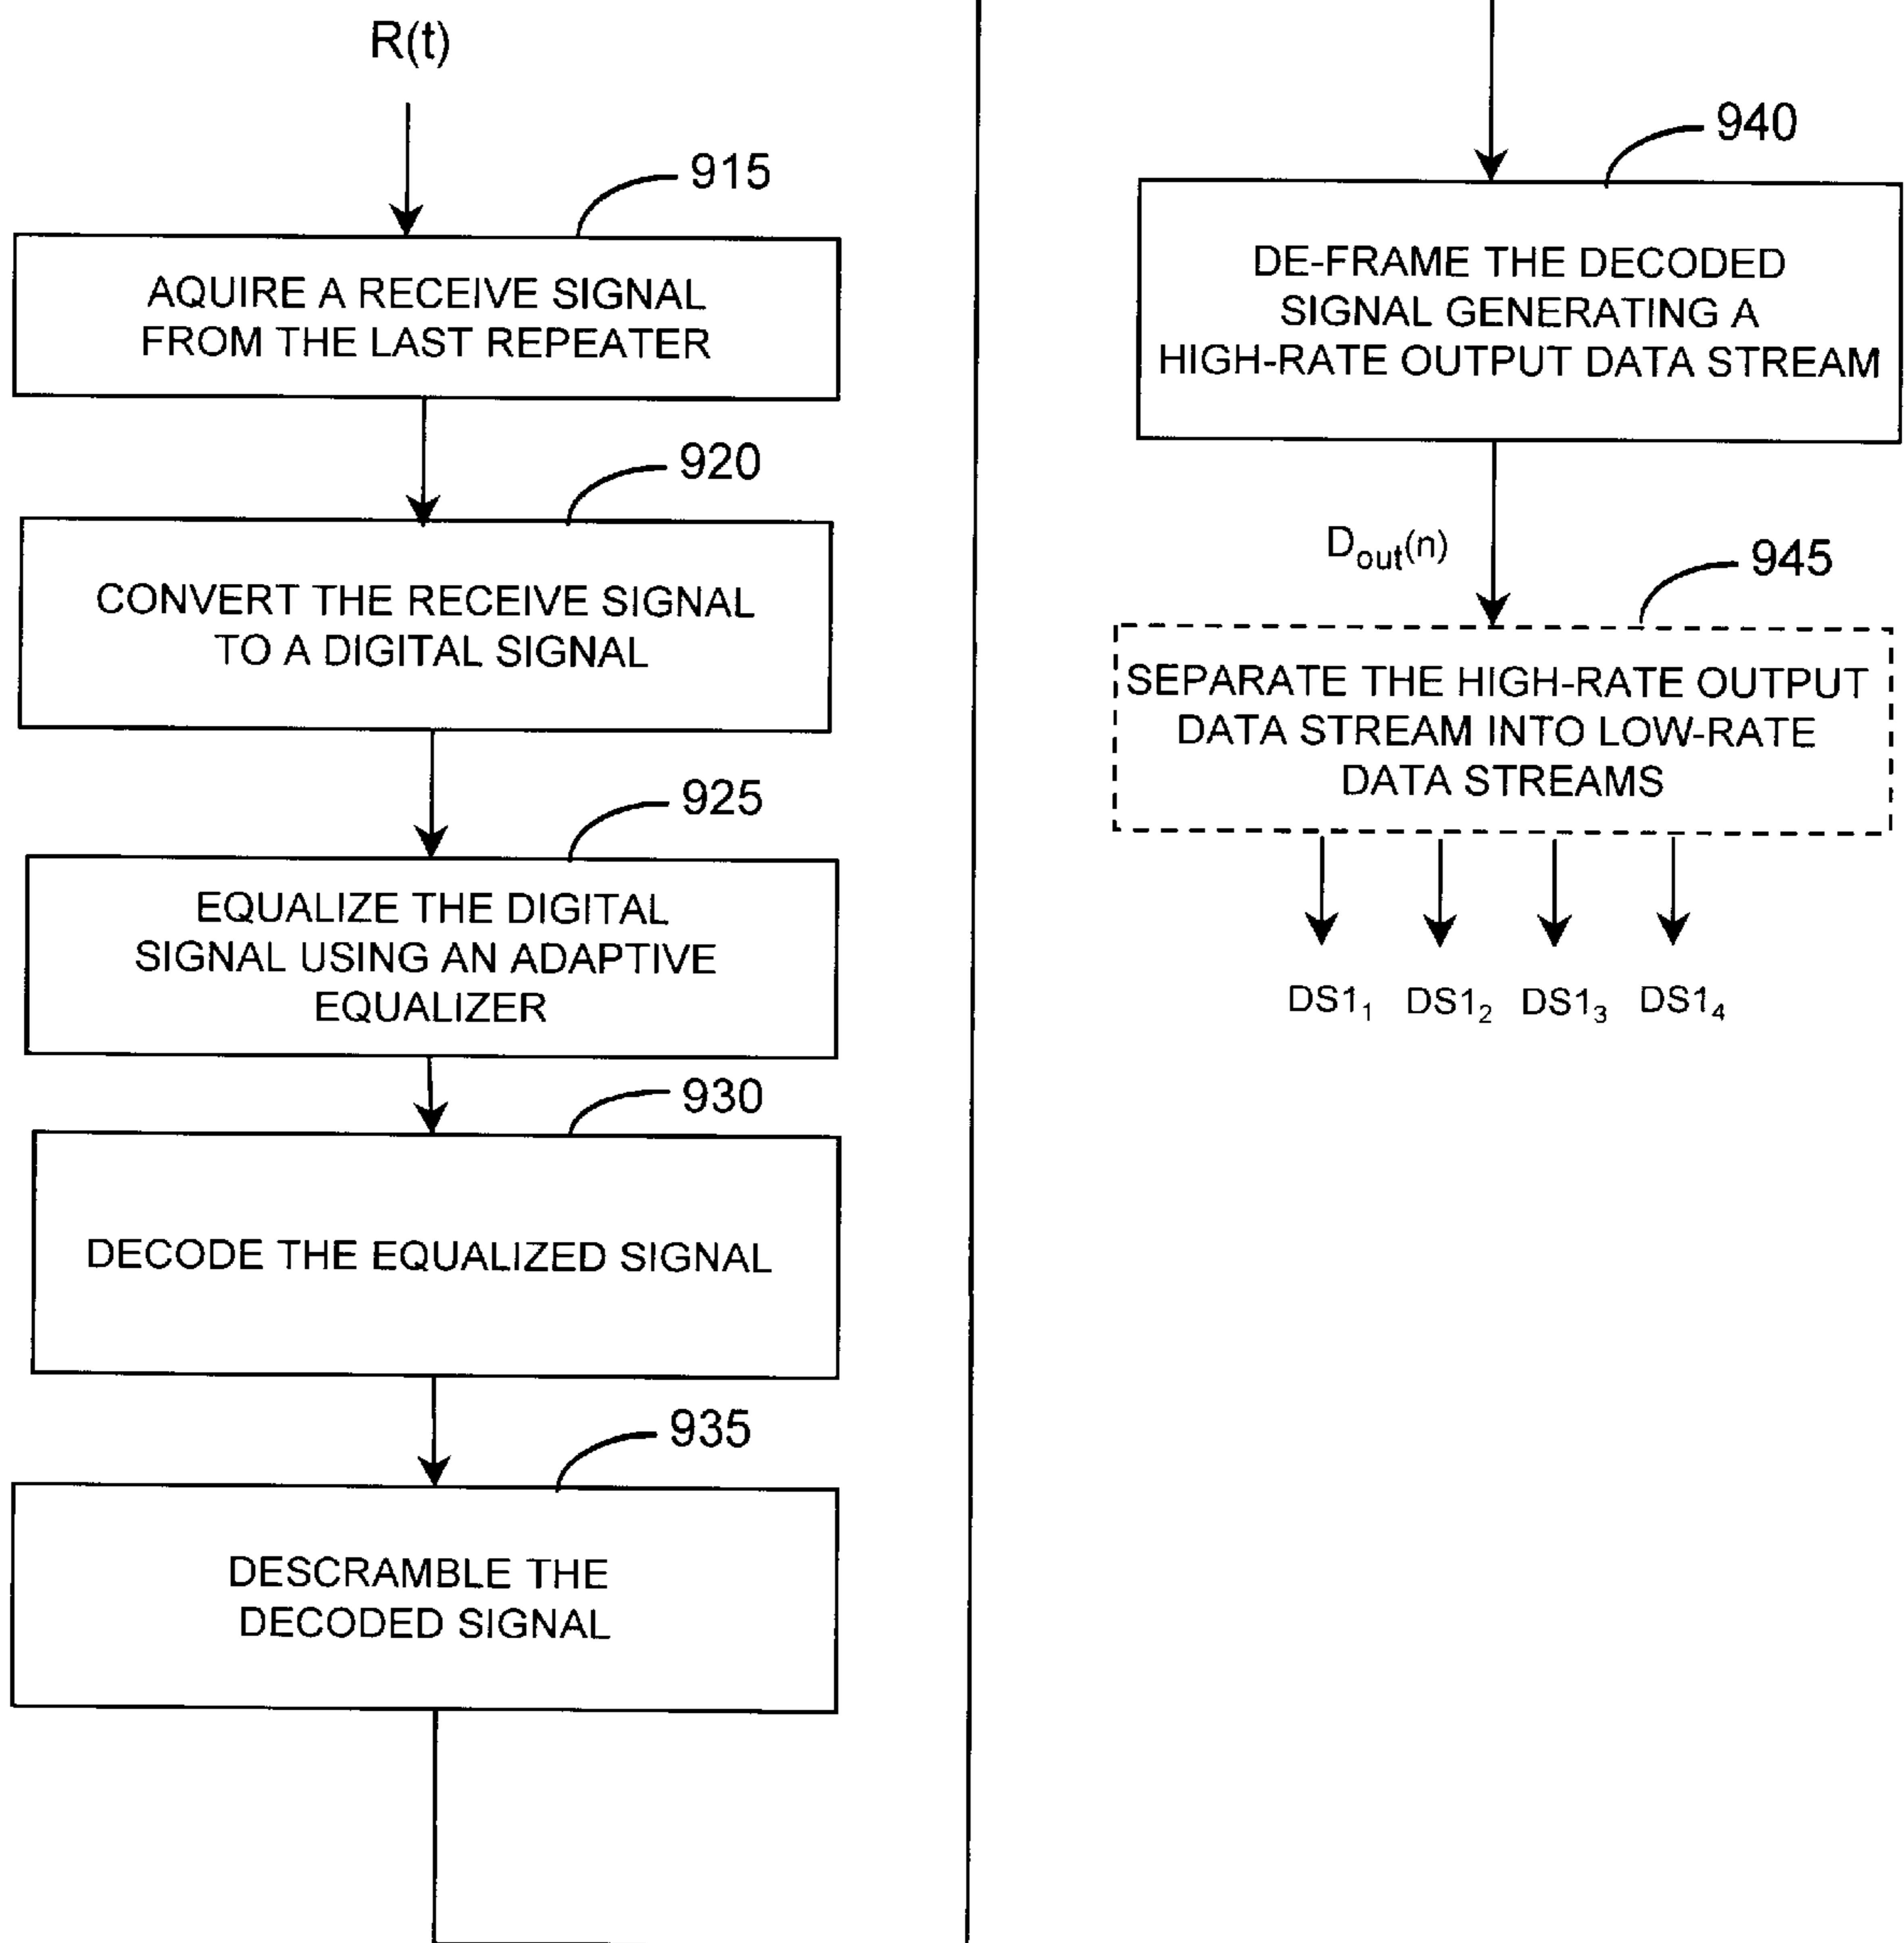 R(t)
915
AQUIRE A RECEIVE SIGNAL
FROM THE LAST REPEATER
920
CONVERT THE RECEIVE SIGNAL
TO A DIGITAL SIGNAL
925
EQUALIZE THE DIGITAL
SIGNAL USING AN ADAPTIVE
EQUALIZER
930
DECODE THE EQUALIZED SIGNAL
935
DESCRAMBLE THE
DECODED SIGNAL
940
DE-FRAME THE DECODED
SIGNAL GENERATING A
HIGH-RATE OUTPUT DATA STREAM
D_out(n)
945
SEPARATE THE HIGH-RATE OUTPUT
DATA STREAM INTO LOW-RATE
DATA STREAMS
DS1₁ DS1₂ DS1₃ DS1₄